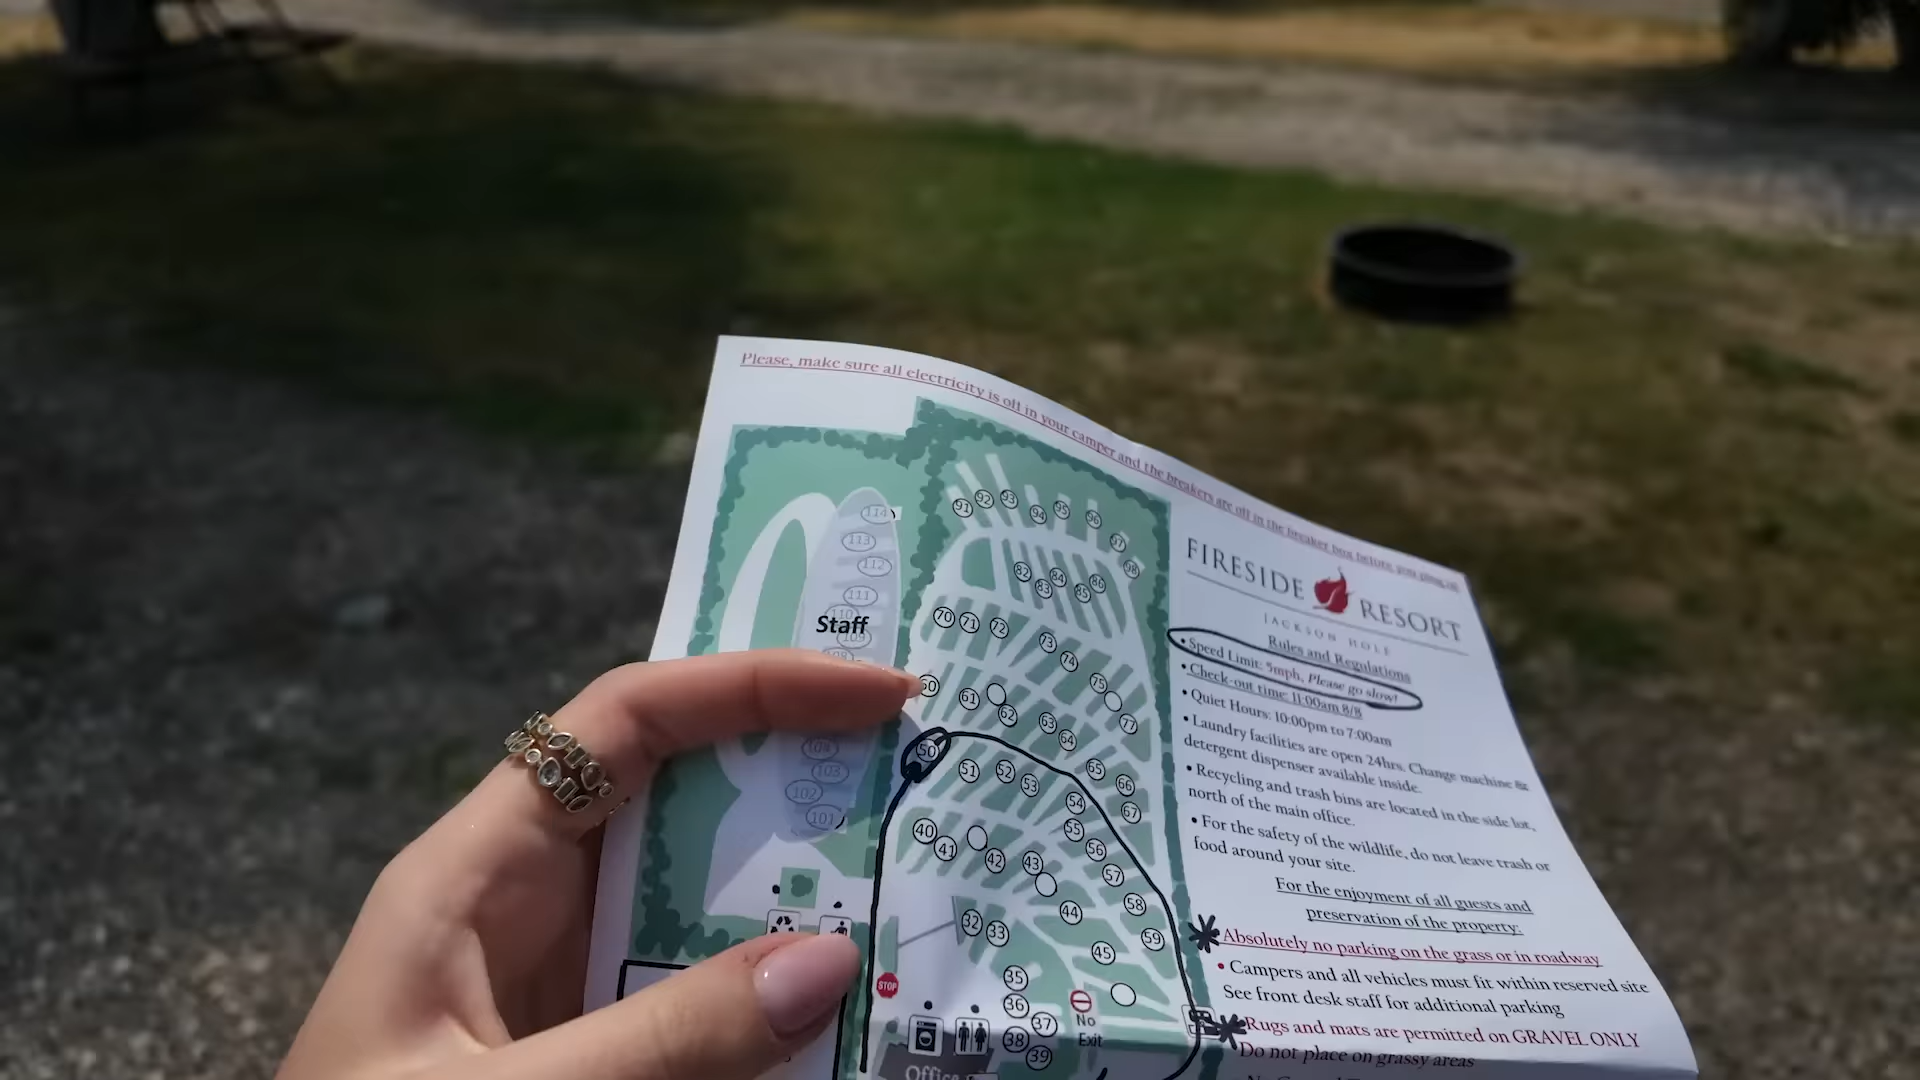 Please, make sure all electricity is off in your camper and the breakers are off in the breaker box before you plug in
FIRESIDE RESORT
JACKSON HOLE
Rules and Regulations
• Speed Limit: 5mph, Please go slow!
• Check-out time: 11:00am 8/8
• Quiet Hours: 10:00pm to 7:00am
• Laundry facilities are open 24hrs. Change machine &
detergent dispenser available inside.
• Recycling and trash bins are located in the side lot,
north of the main office.
• For the safety of the wildlife, do not leave trash or
food around your site.
For the enjoyment of all guests and
preservation of the property:
Absolutely no parking on the grass or in roadway
• Campers and all vehicles must fit within reserved site
See front desk staff for additional parking
Rugs and mats are permitted on GRAVEL ONLY
Do not place on grassy areas
114
113
112
111
110
Staff
109
108
104
103
102
101
91 92 93 94 95 96 97 98
82 83 84 85 86
70 71 72 73 74 75 77
60 61 62 63 64 65 66 67
50 51 52 53 54 55 56 57 58 59
40 41 42 43 44 45
32 33
35
36 37
38 39
STOP
No
Exit
Office